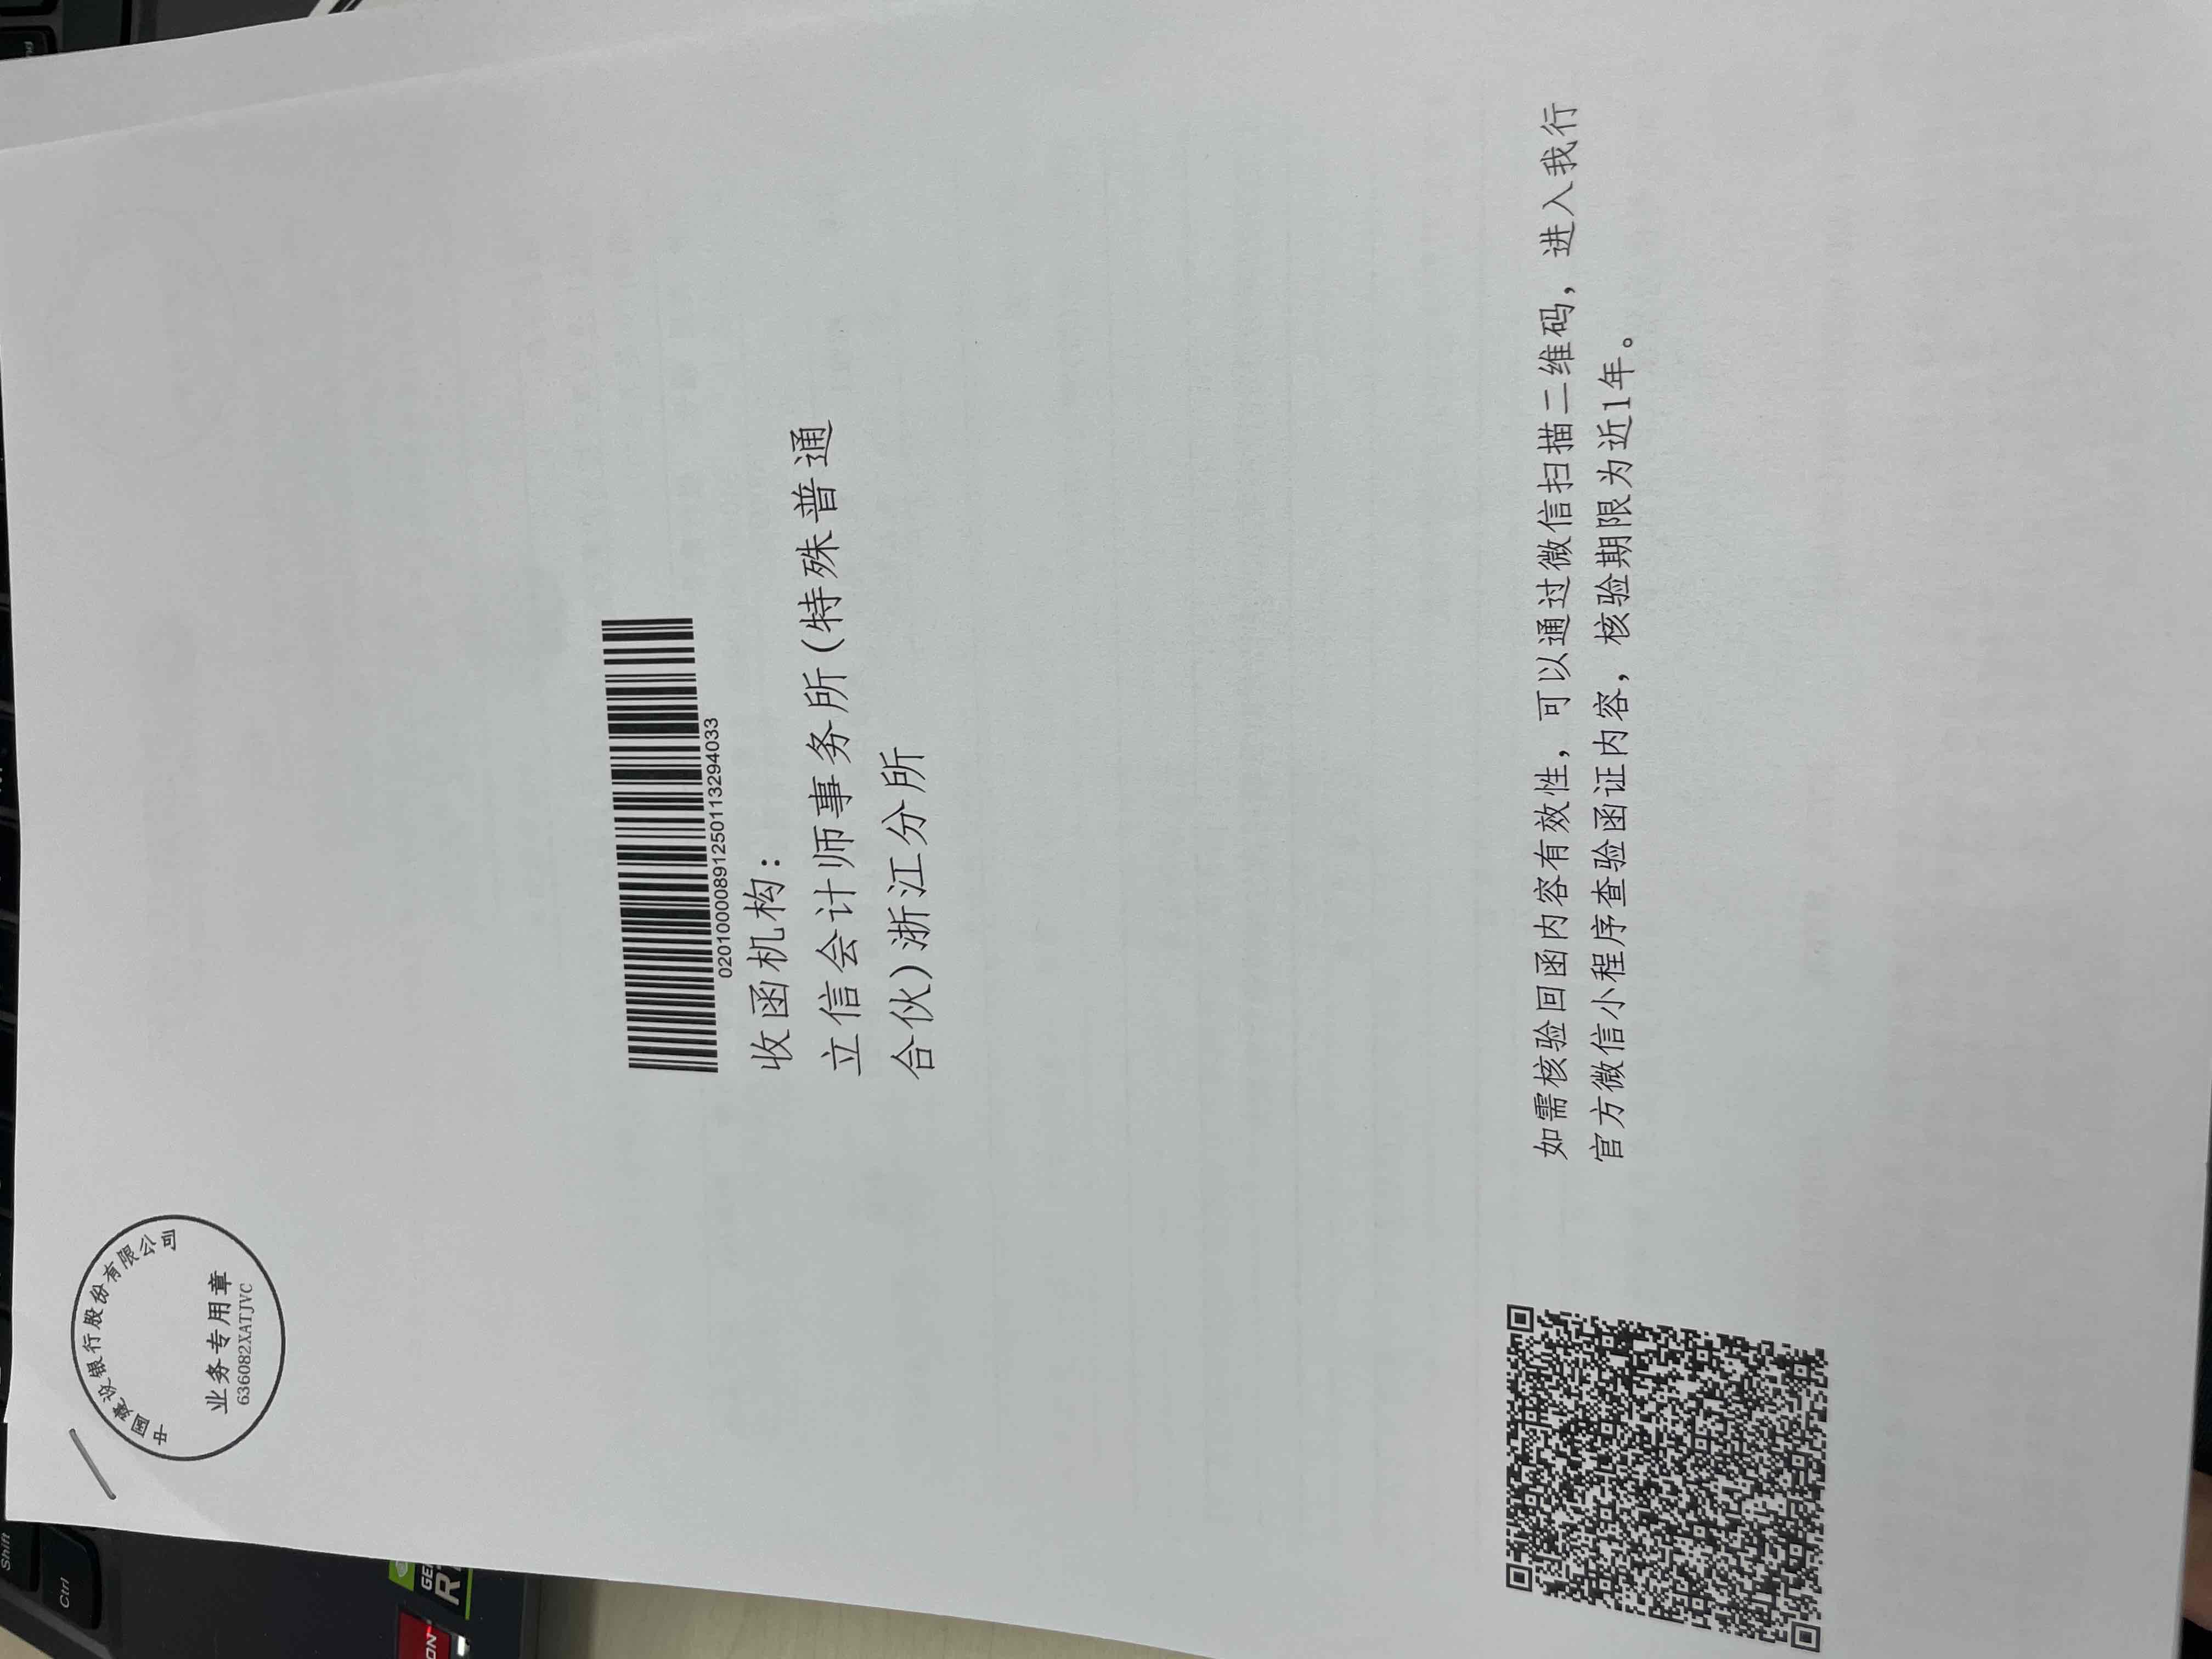 Shift
Ctrl
中国建设银行股份有限公司
业务专用章
636082XATJVC
02010000891250113294033
收函机构:
立信会计师事务所(特殊普通
合伙)浙江分所
如需核验回函内容有效性，可以通过微信扫描二维码，进入我行
官方微信小程序查验函证内容，核验期限为近1年。